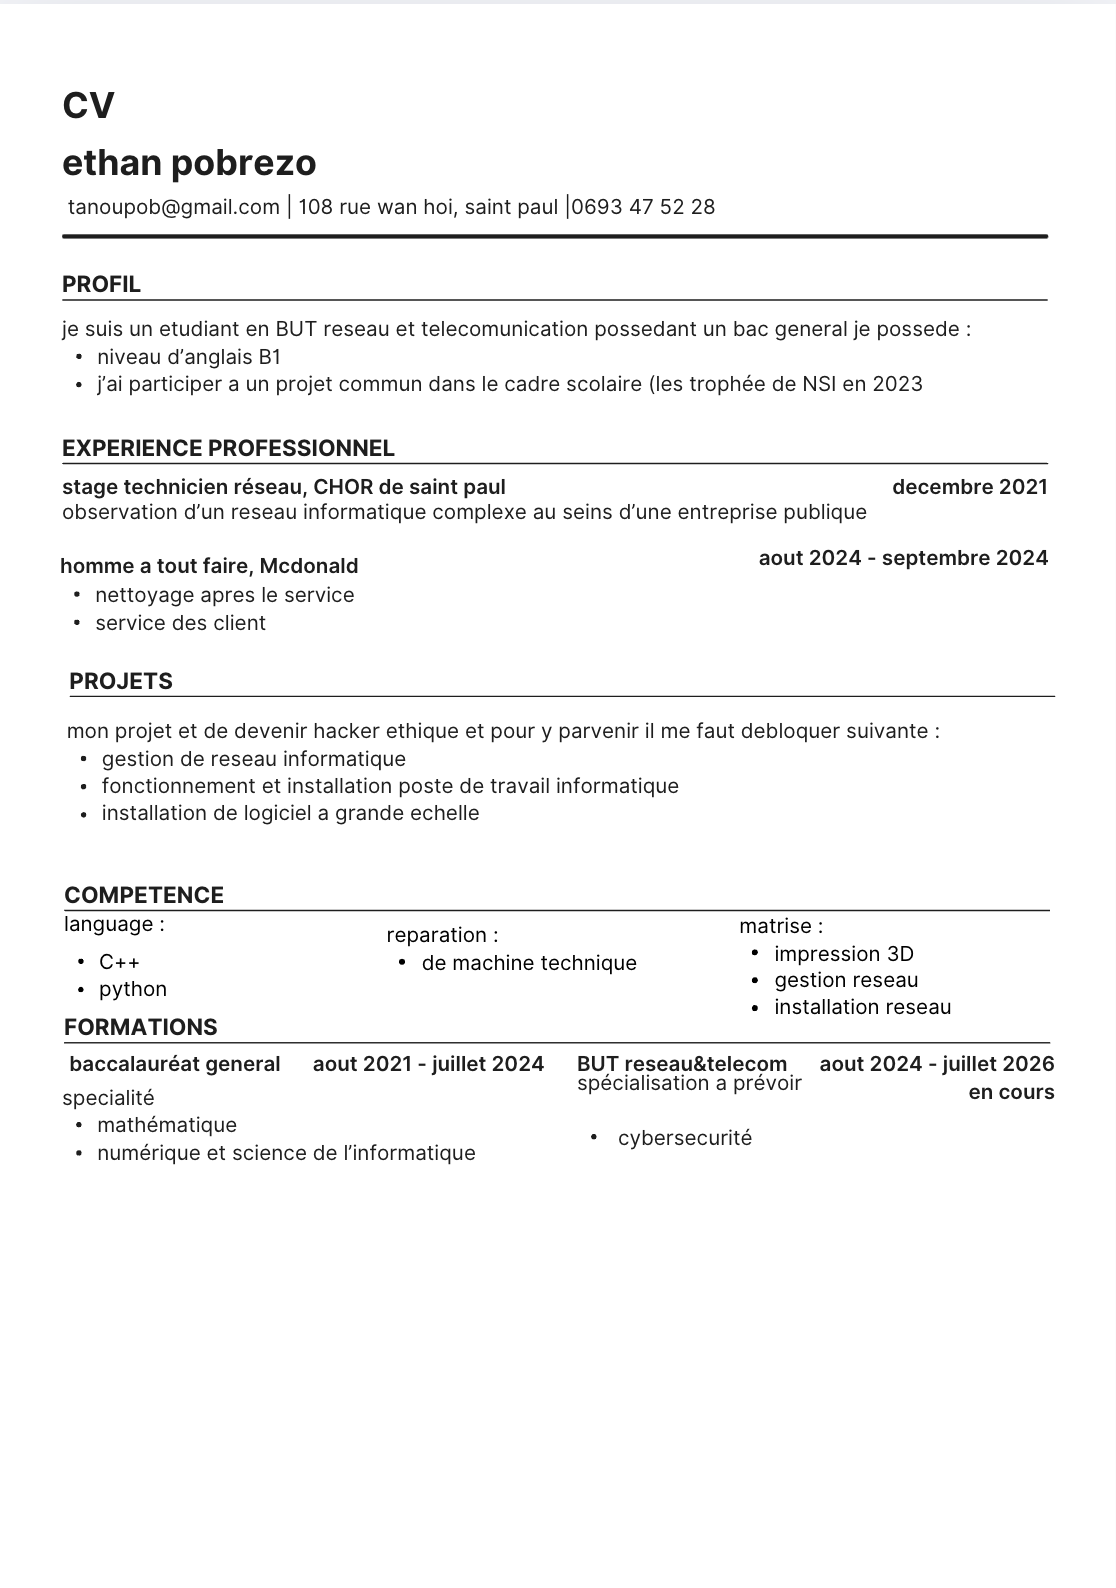 CV
ethan pobrezo
tanoupob@gmail.com | 108 rue wan hoi, saint paul |0693 47 52 28
PROFIL
je suis un etudiant en BUT reseau et telecomunication possedant un bac general je possede :
• niveau d’anglais B1
• j’ai participer a un projet commun dans le cadre scolaire (les trophée de NSI en 2023
EXPERIENCE PROFESSIONNEL
stage technicien réseau, CHOR de saint paul decembre 2021
observation d’un reseau informatique complexe au seins d’une entreprise publique
homme a tout faire, Mcdonald aout 2024 - septembre 2024
• nettoyage apres le service
• service des client
PROJETS
mon projet et de devenir hacker ethique et pour y parvenir il me faut debloquer suivante :
• gestion de reseau informatique
• fonctionnement et installation poste de travail informatique
• installation de logiciel a grande echelle
COMPETENCE
language :
• C++
• python
reparation :
• de machine technique
matrise :
• impression 3D
• gestion reseau
• installation reseau
FORMATIONS
baccalauréat general aout 2021 - juillet 2024
specialité
• mathématique
• numérique et science de l’informatique
BUT reseau&telecom aout 2024 - juillet 2026
spécialisation a prévoir en cours
• cybersecurité